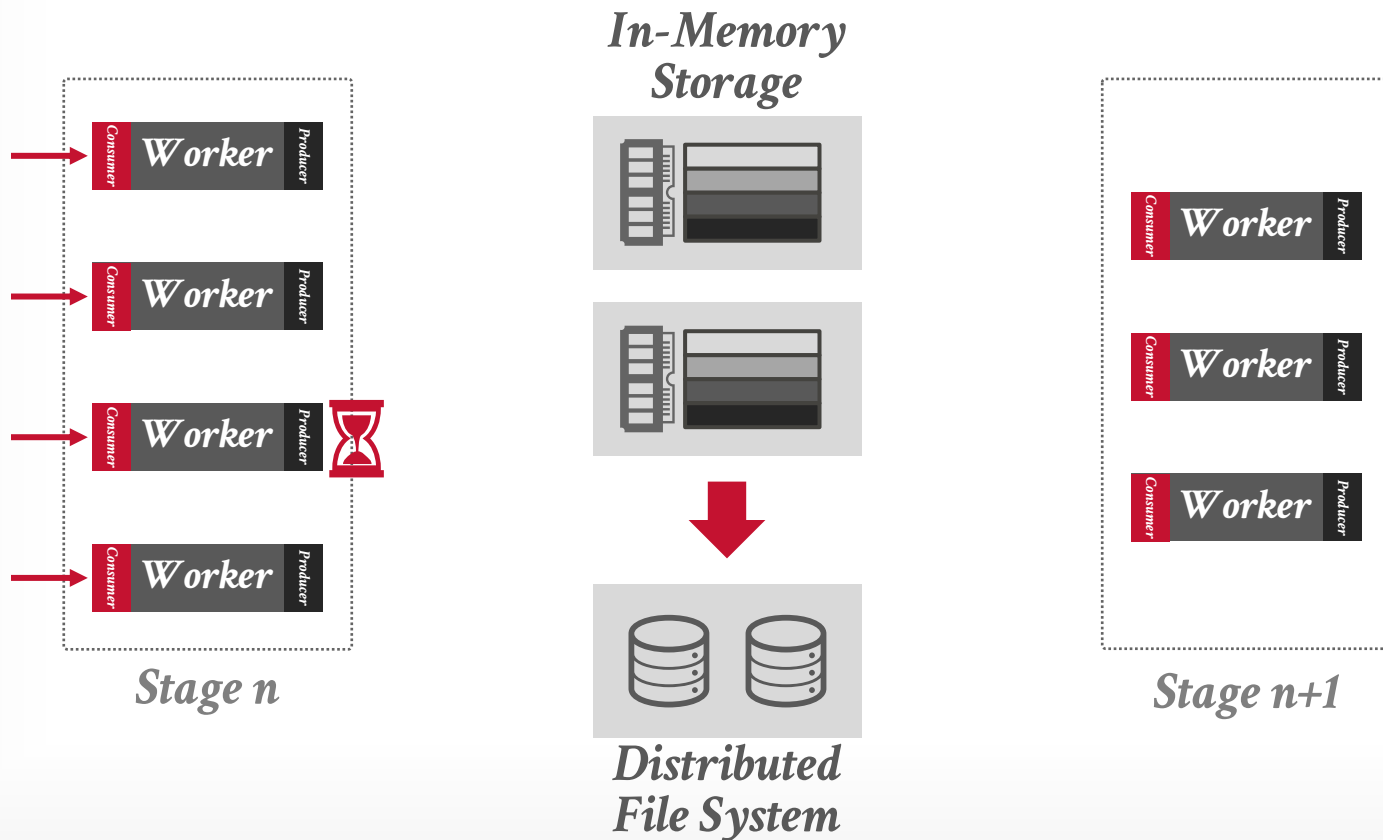 In-Memory
Storage
Consumer Worker Producer
Consumer Worker Producer
Consumer Worker Producer
Consumer Worker Producer
Stage n
Consumer Worker Producer
Consumer Worker Producer
Consumer Worker Producer
Stage n+1
Distributed
File System